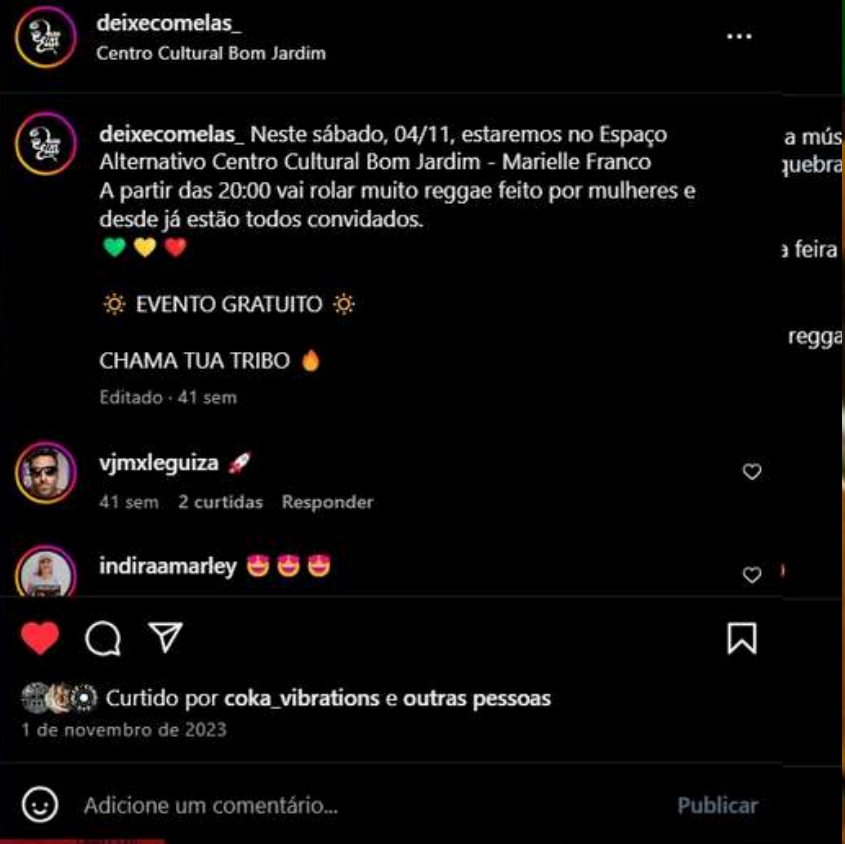 deixecomelas_
Centro Cultural Bom Jardim
deixecomelas_ Neste sábado, 04/11, estaremos no Espaço
Alternativo Centro Cultural Bom Jardim - Marielle Franco
A partir das 20:00 vai rolar muito reggae feito por mulheres e
desde já estão todos convidados.
💚 💛 ❤️
🔅 EVENTO GRATUITO 🔅
CHAMA TUA TRIBO 🔥
Editado · 41 sem
vjmxleguiza 🚀
41 sem 2 curtidas Responder
indiraamarley 😍 😍 😍
Curtido por coka_vibrations e outras pessoas
1 de novembro de 2023
Adicione um comentário...
Publicar
a mús
quebra
a feira
regga